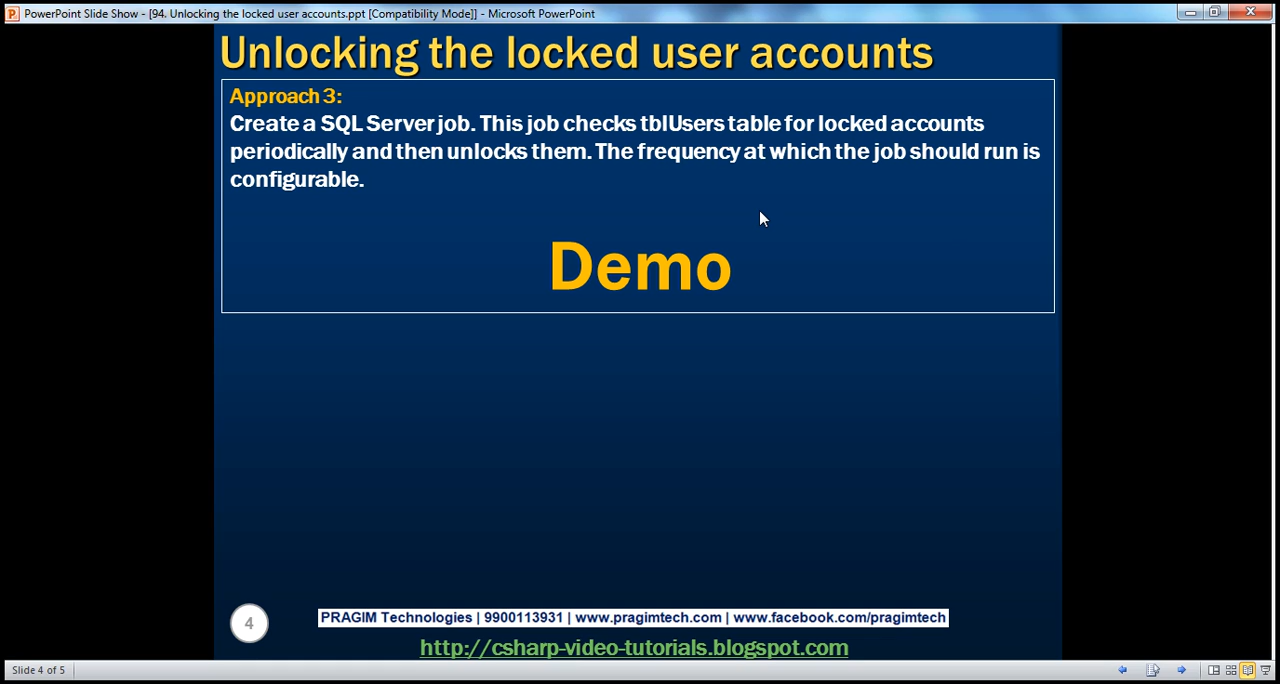 PowerPoint Slide Show - [94. Unlocking the locked user accounts.ppt [Compatibility Mode]] - Microsoft PowerPoint
Unlocking the locked user accounts
Approach 3:
Create a SQL Server job. This job checks tblUsers table for locked accounts
periodically and then unlocks them. The frequency at which the job should run is
configurable.
Demo
4
PRAGIM Technologies | 9900113931 | www.pragimtech.com | www.facebook.com/pragimtech
http://csharp-video-tutorials.blogspot.com
Slide 4 of 5